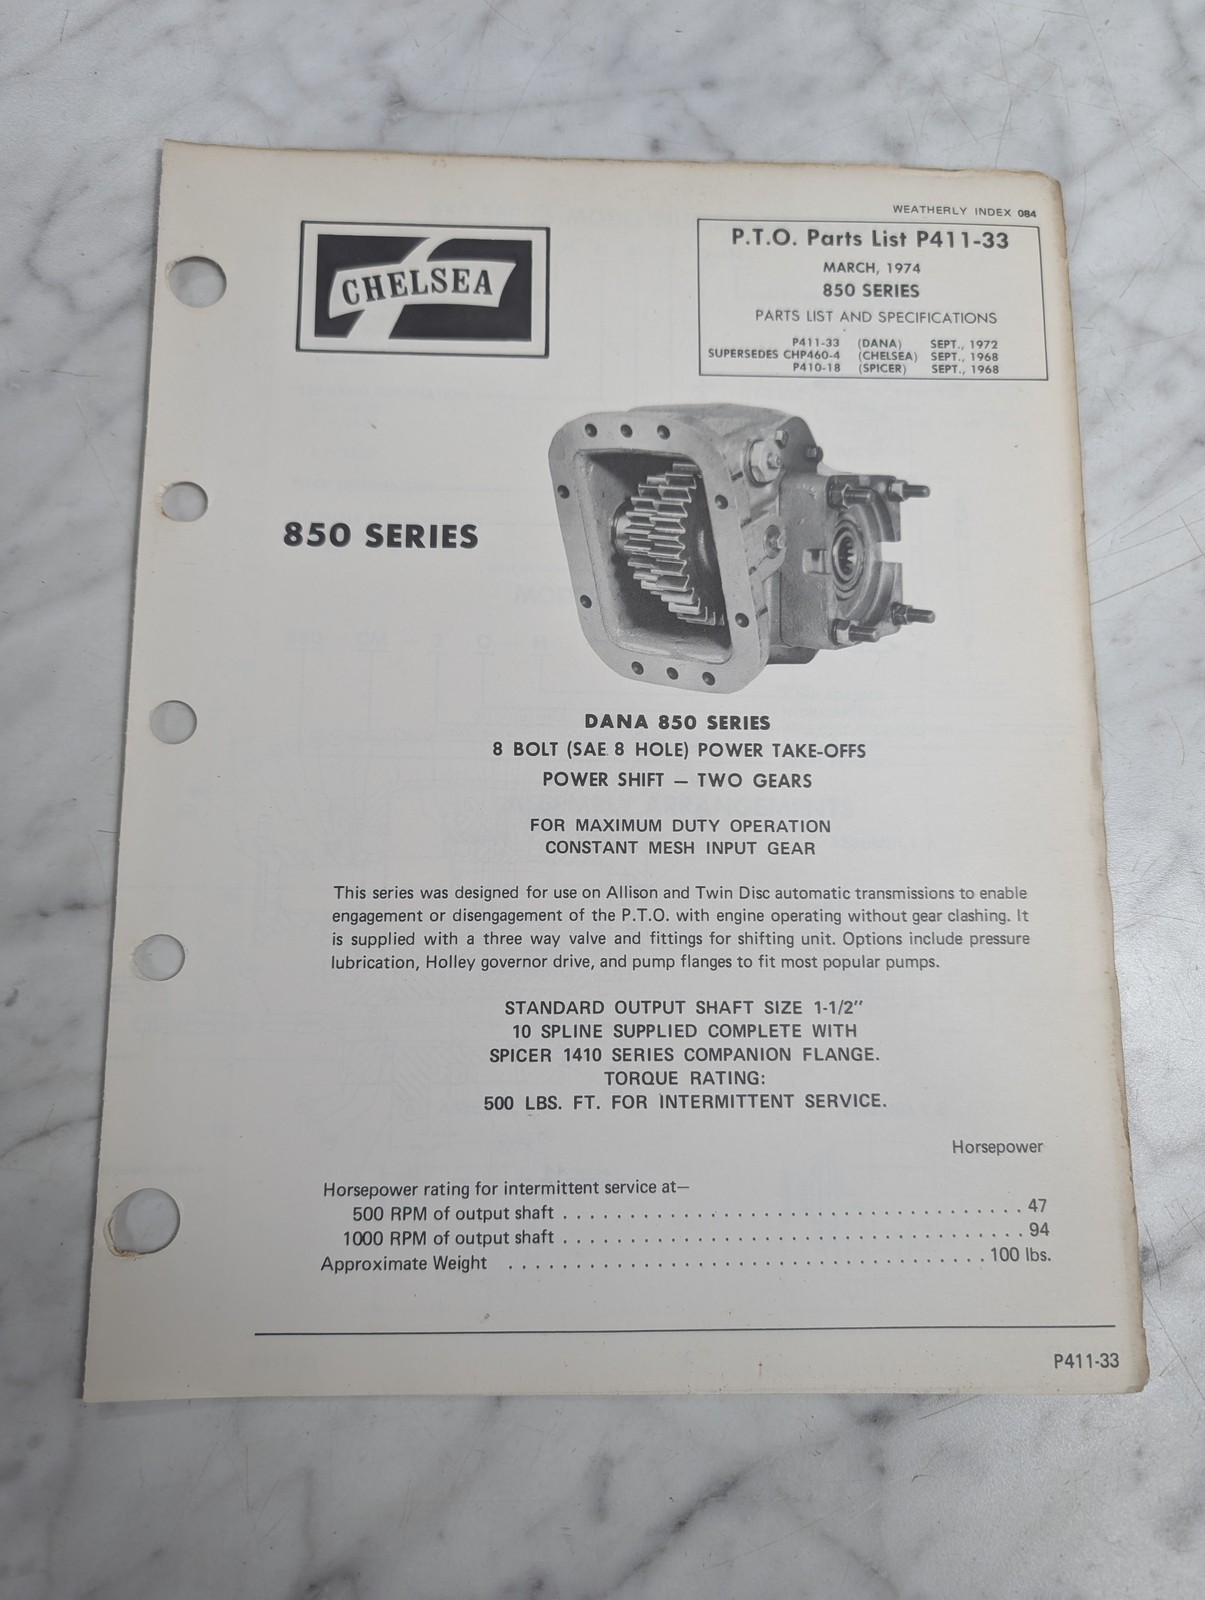 WEATHERLY INDEX 084
CHELSEA
P.T.O. Parts List P411-33
MARCH, 1974
850 SERIES
PARTS LIST AND SPECIFICATIONS
P411-33 (DANA) SEPT., 1972
SUPERSEDES CHP460-4 (CHELSEA) SEPT., 1968
P410-18 (SPICER) SEPT., 1968
850 SERIES
DANA 850 SERIES
8 BOLT (SAE 8 HOLE) POWER TAKE-OFFS
POWER SHIFT — TWO GEARS
FOR MAXIMUM DUTY OPERATION
CONSTANT MESH INPUT GEAR
This series was designed for use on Allison and Twin Disc automatic transmissions to enable
engagement or disengagement of the P.T.O. with engine operating without gear clashing. It
is supplied with a three way valve and fittings for shifting unit. Options include pressure
lubrication, Holley governor drive, and pump flanges to fit most popular pumps.
STANDARD OUTPUT SHAFT SIZE 1-1/2"
10 SPLINE SUPPLIED COMPLETE WITH
SPICER 1410 SERIES COMPANION FLANGE.
TORQUE RATING:
500 LBS. FT. FOR INTERMITTENT SERVICE.
Horsepower
Horsepower rating for intermittent service at—
500 RPM of output shaft . . . . . . . . . . . . . . . . . . . . . . . . . . . . . . . . . . 47
1000 RPM of output shaft . . . . . . . . . . . . . . . . . . . . . . . . . . . . . . . . . . 94
Approximate Weight . . . . . . . . . . . . . . . . . . . . . . . . . . . . . . . . . . . 100 lbs.
P411-33